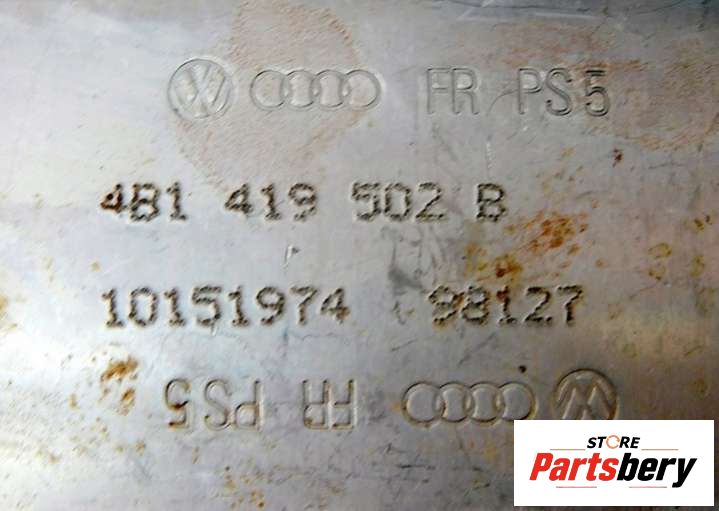 FR PS5
4B1 419 502 B
10151974 98127
FR PS5
STORE
Partsbery